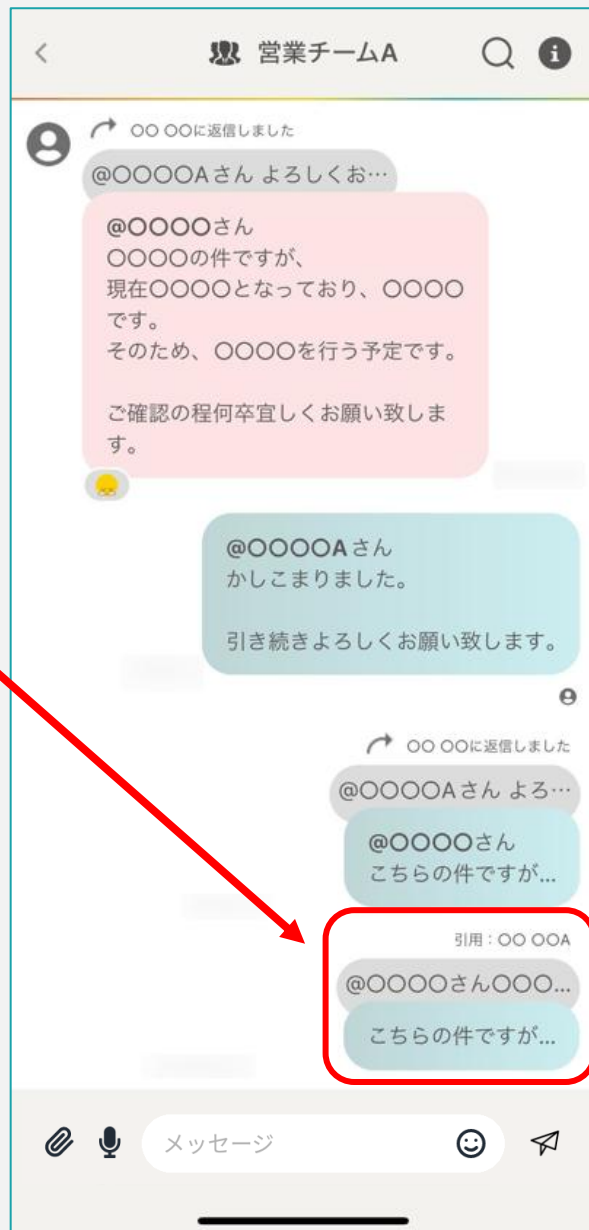 営業チームA
〇〇 〇〇に返信しました
@〇〇〇〇Aさん よろしくお…
@〇〇〇〇さん
〇〇〇〇の件ですが、
現在〇〇〇〇となっており、〇〇〇〇
です。
そのため、〇〇〇〇を行う予定です。
ご確認の程何卒宜しくお願い致しま
す。
@〇〇〇〇Aさん
かしこまりました。
引き続きよろしくお願い致します。
〇〇 〇〇に返信しました
@〇〇〇〇Aさん よろ…
@〇〇〇〇さん
こちらの件ですが...
引用：〇〇 〇〇A
@〇〇〇〇さん〇〇〇...
こちらの件ですが...
メッセージ